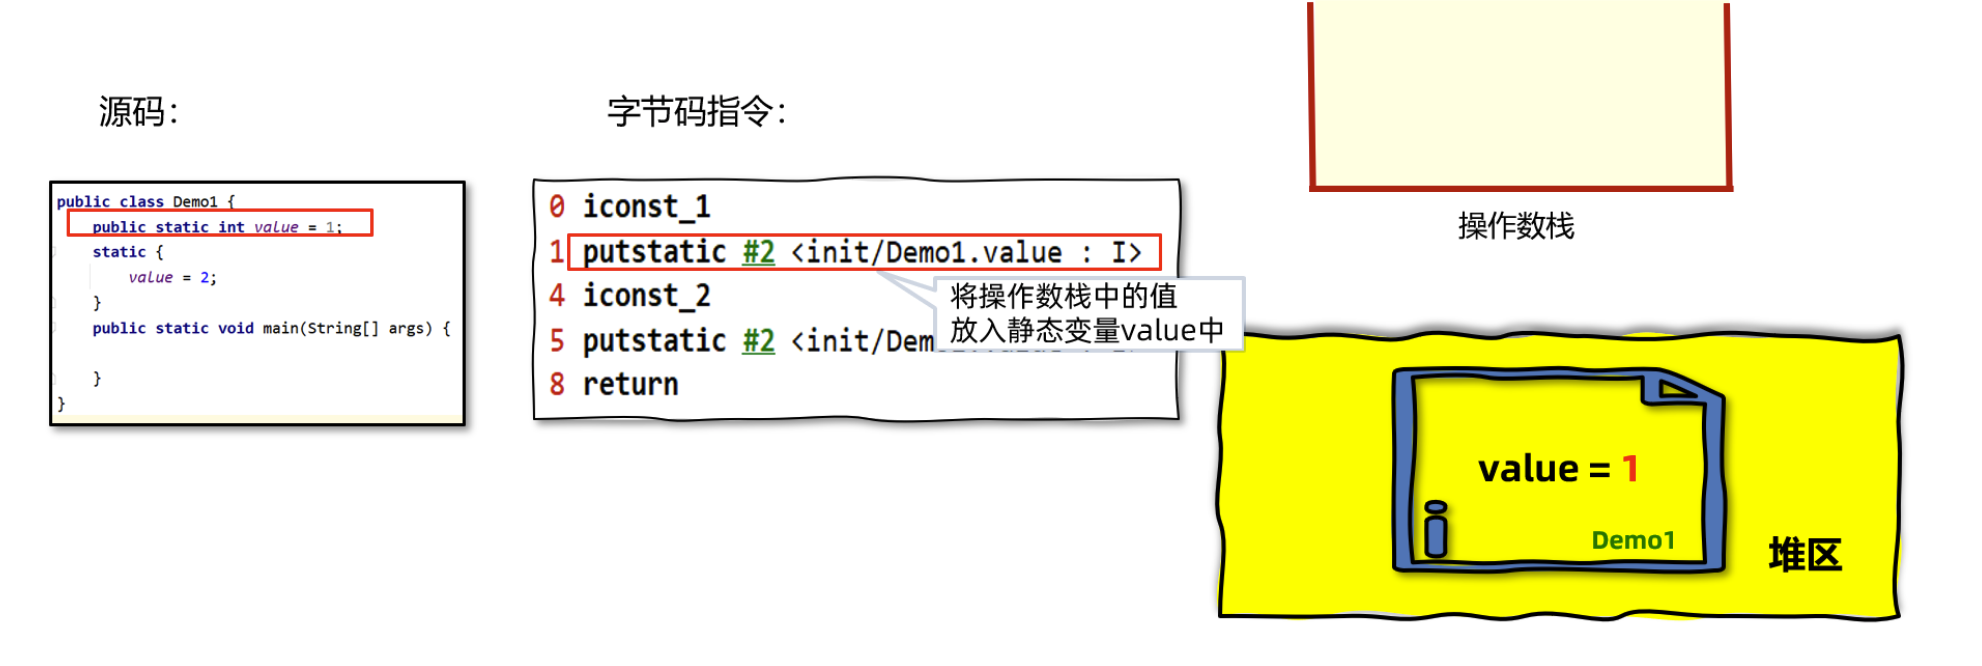 源码：
public class Demo1 {
public static int value = 1;
static {
value = 2;
}
public static void main(String[] args) {
}
}
字节码指令：
0 iconst_1
1 putstatic #2 <init/Demo1.value : I>
将操作数栈中的值
放入静态变量value中
4 iconst_2
5 putstatic #2 <init/Dem
8 return
操作数栈
value = 1
Demo1
堆区